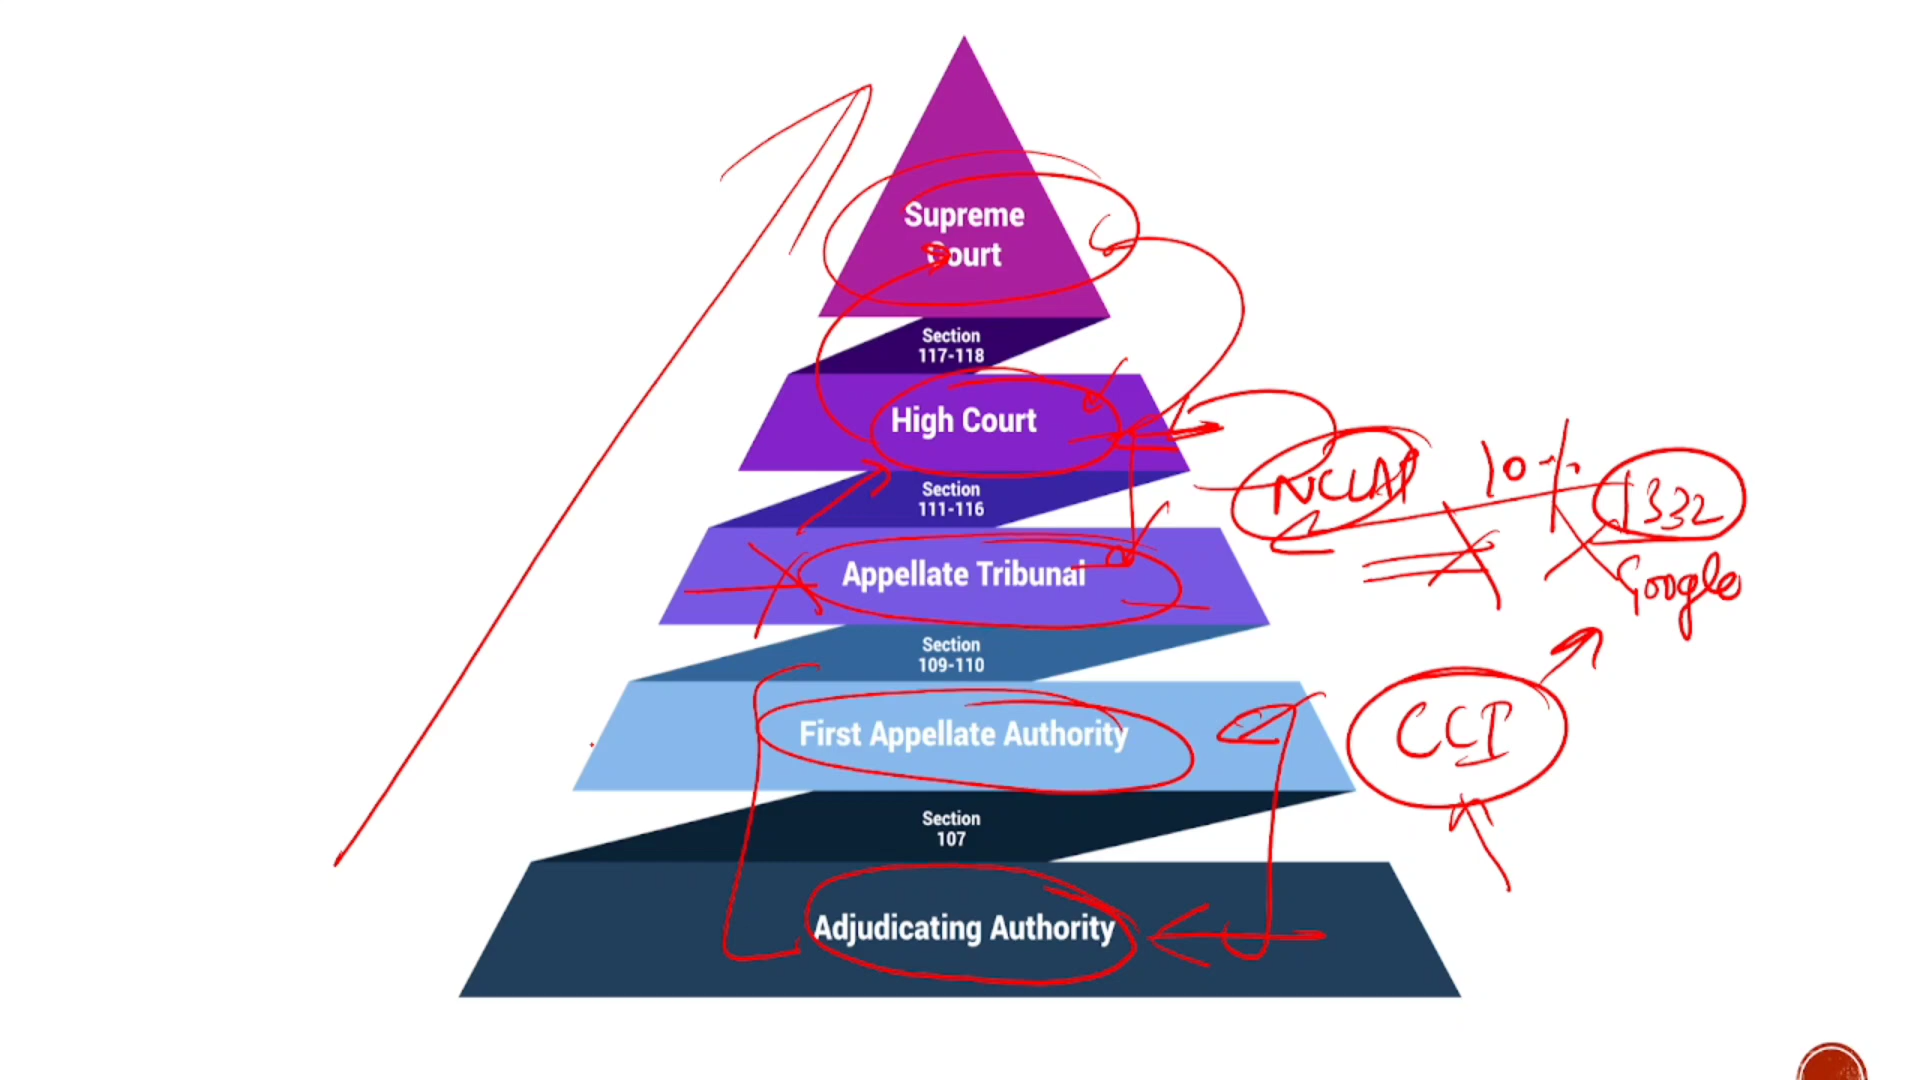 Supreme
Court
Section
117-118
High Court
Section
111-116
NCLAT
10%
1332
Google
Appellate Tribunal
Section
109-110
First Appellate Authority
CCI
Section
107
Adjudicating Authority